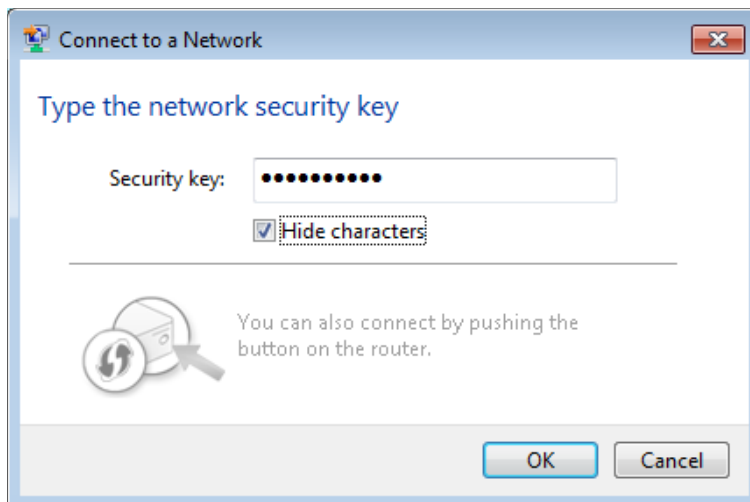 Connect to a Network
Type the network security key
Security key: ••••••••••
Hide characters
You can also connect by pushing the
button on the router.
OK Cancel